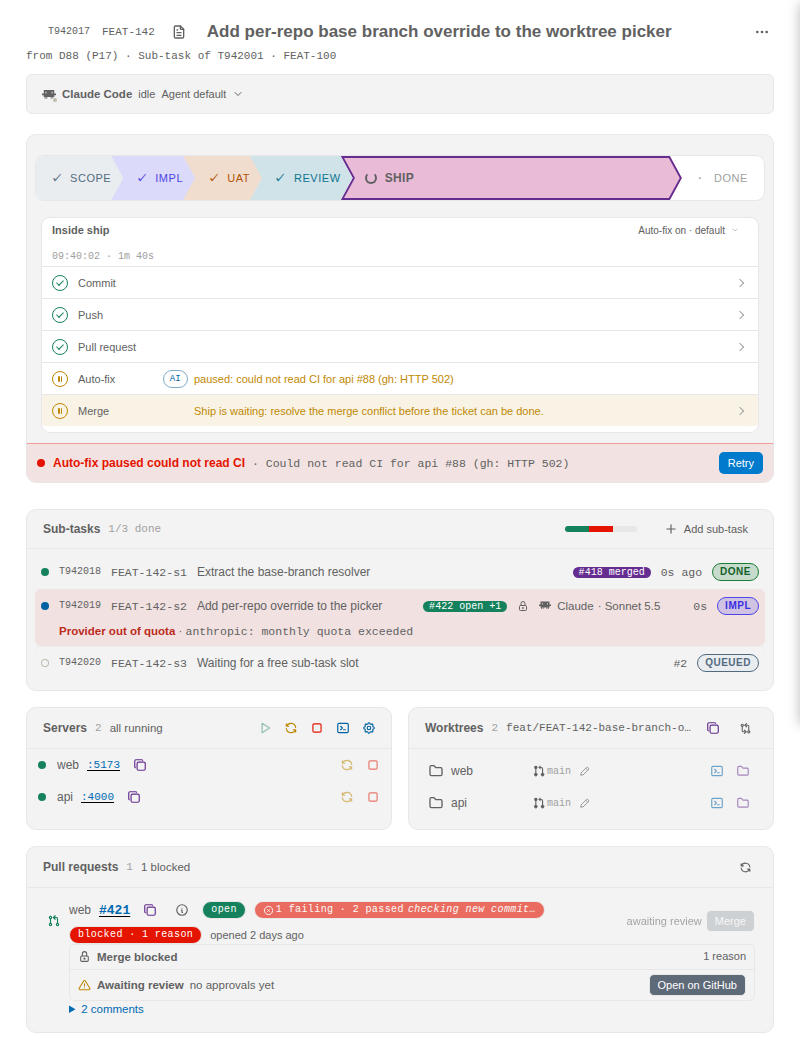 T942017 FEAT-142 Add per-repo base branch override to the worktree picker
from D88 (P17) · Sub-task of T942001 · FEAT-100
Claude Code idle Agent default
SCOPE IMPL UAT REVIEW SHIP DONE
Inside ship Auto-fix on · default
09:40:02 · 1m 40s
Commit
Push
Pull request
Auto-fix AI paused: could not read CI for api #88 (gh: HTTP 502)
Merge Ship is waiting: resolve the merge conflict before the ticket can be done.
Auto-fix paused could not read CI · Could not read CI for api #88 (gh: HTTP 502) Retry
Sub-tasks 1/3 done Add sub-task
T942018 FEAT-142-s1 Extract the base-branch resolver #418 merged 0s ago DONE
T942019 FEAT-142-s2 Add per-repo override to the picker #422 open +1 Claude · Sonnet 5.5 0s IMPL
Provider out of quota · anthropic: monthly quota exceeded
T942020 FEAT-142-s3 Waiting for a free sub-task slot #2 QUEUED
Servers 2 all running
web :5173
api :4000
Worktrees 2 feat/FEAT-142-base-branch-o…
web main
api main
Pull requests 1 1 blocked
web #421 open 1 failing · 2 passed checking new commit…
blocked · 1 reason opened 2 days ago
awaiting review Merge
Merge blocked 1 reason
Awaiting review no approvals yet Open on GitHub
2 comments